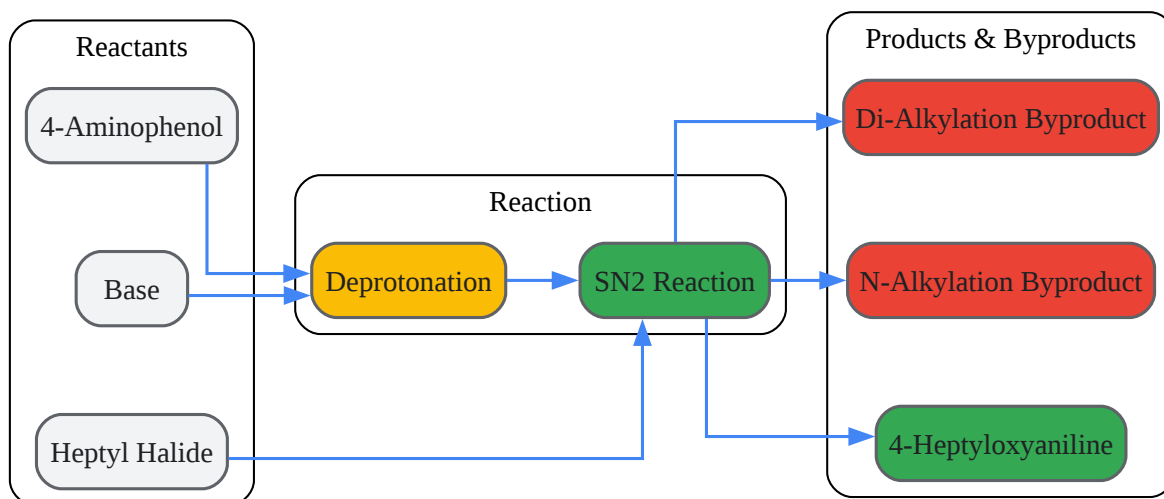 Reactants
4-Aminophenol
Base
Heptyl Halide
Reaction
Deprotonation
SN2 Reaction
Products & Byproducts
Di-Alkylation Byproduct
N-Alkylation Byproduct
4-Heptyloxyaniline